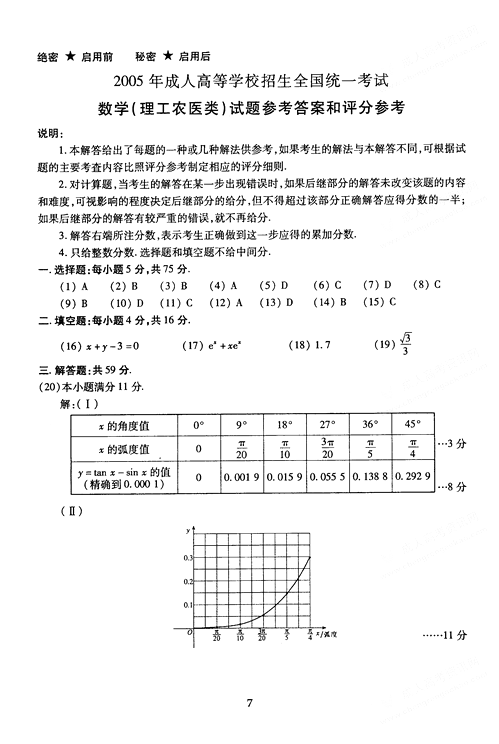 绝密 ★ 启用前 秘密 ★ 启用后
2005 年成人高等学校招生全国统一考试
数学(理工农医类)试题参考答案和评分参考
说明:
1.本解答给出了每题的一种或几种解法供参考,如果考生的解法与本解答不同,可根据试
题的主要考查内容比照评分参考制定相应的评分细则.
2.对计算题,当考生的解答在某一步出现错误时,如果后继部分的解答未改变该题的内容
和难度,可视影响的程度决定后继部分的给分,但不得超过该部分正确解答应得分数的一半;
如果后继部分的解答有较严重的错误,就不再给分.
3.解答右端所注分数,表示考生正确做到这一步应得的累加分数.
4.只给整数分数.选择题和填空题不给中间分.
一.选择题:每小题 5 分,共 75 分.
(1) A (2) B (3) B (4) A (5) D (6) C (7) D (8) C
(9) B (10) D (11) C (12) A (13) D (14) B (15) C
二.填空题:每小题 4 分,共 16 分.
(16) x+y-3=0 (17) eˣ+xeˣ (18) 1.7 (19) √3/3
三.解答题:共 59 分.
(20)本小题满分 11 分.
解:(Ⅰ)
x 的角度值 0° 9° 18° 27° 36° 45°
x 的弧度值 0 π/20 π/10 3π/20 π/5 π/4 …3 分
y=tan x-sin x 的值
(精确到 0.000 1) 0 0.001 9 0.015 9 0.055 5 0.138 8 0.292 9 …8 分
(Ⅱ)
y
0.3
0.2
0.1
O π/20 π/10 3π/20 π/5 π/4 x/弧度 ……11 分
7